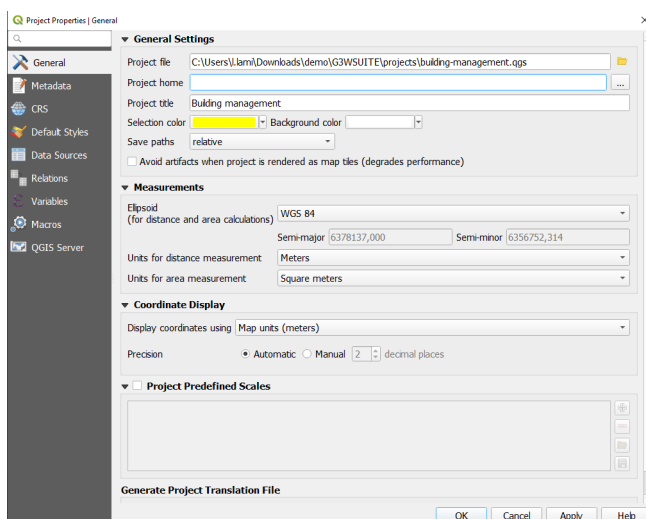 Project Properties | General
General
Metadata
CRS
Default Styles
Data Sources
Relations
Variables
Macros
QGIS Server
General Settings
Project file C:\Users\l.lami\Downloads\demo\G3WSUITE\projects\building-management.qgs
Project home ...
Project title Building management
Selection color Background color
Save paths relative
Avoid artifacts when project is rendered as map tiles (degrades performance)
Measurements
Ellipsoid
(for distance and area calculations) WGS 84
Semi-major 6378137,000 Semi-minor 6356752,314
Units for distance measurement Meters
Units for area measurement Square meters
Coordinate Display
Display coordinates using Map units (meters)
Precision Automatic Manual 2 decimal places
Project Predefined Scales
Generate Project Translation File
OK Cancel Apply Help